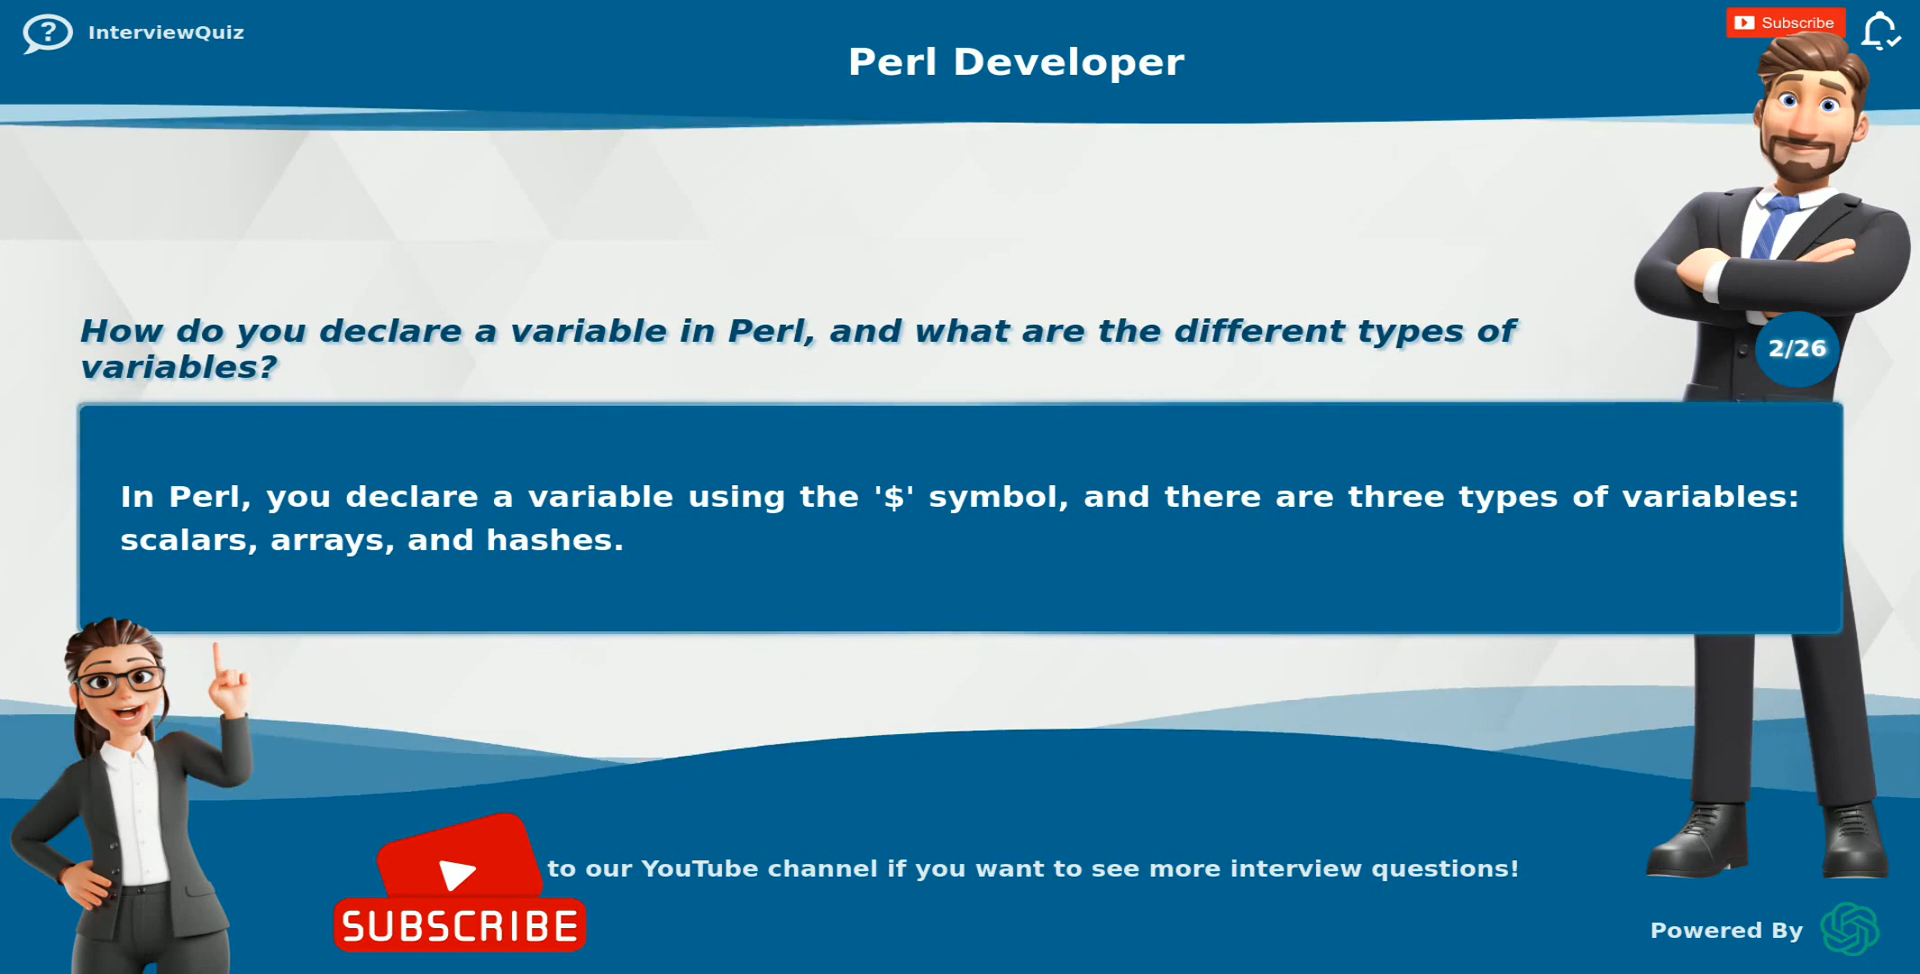 InterviewQuiz
Subscribe
Perl Developer
How do you declare a variable in Perl, and what are the different types of
variables?
2/26
In Perl, you declare a variable using the '$' symbol, and there are three types of variables:
scalars, arrays, and hashes.
to our YouTube channel if you want to see more interview questions!
SUBSCRIBE
Powered By